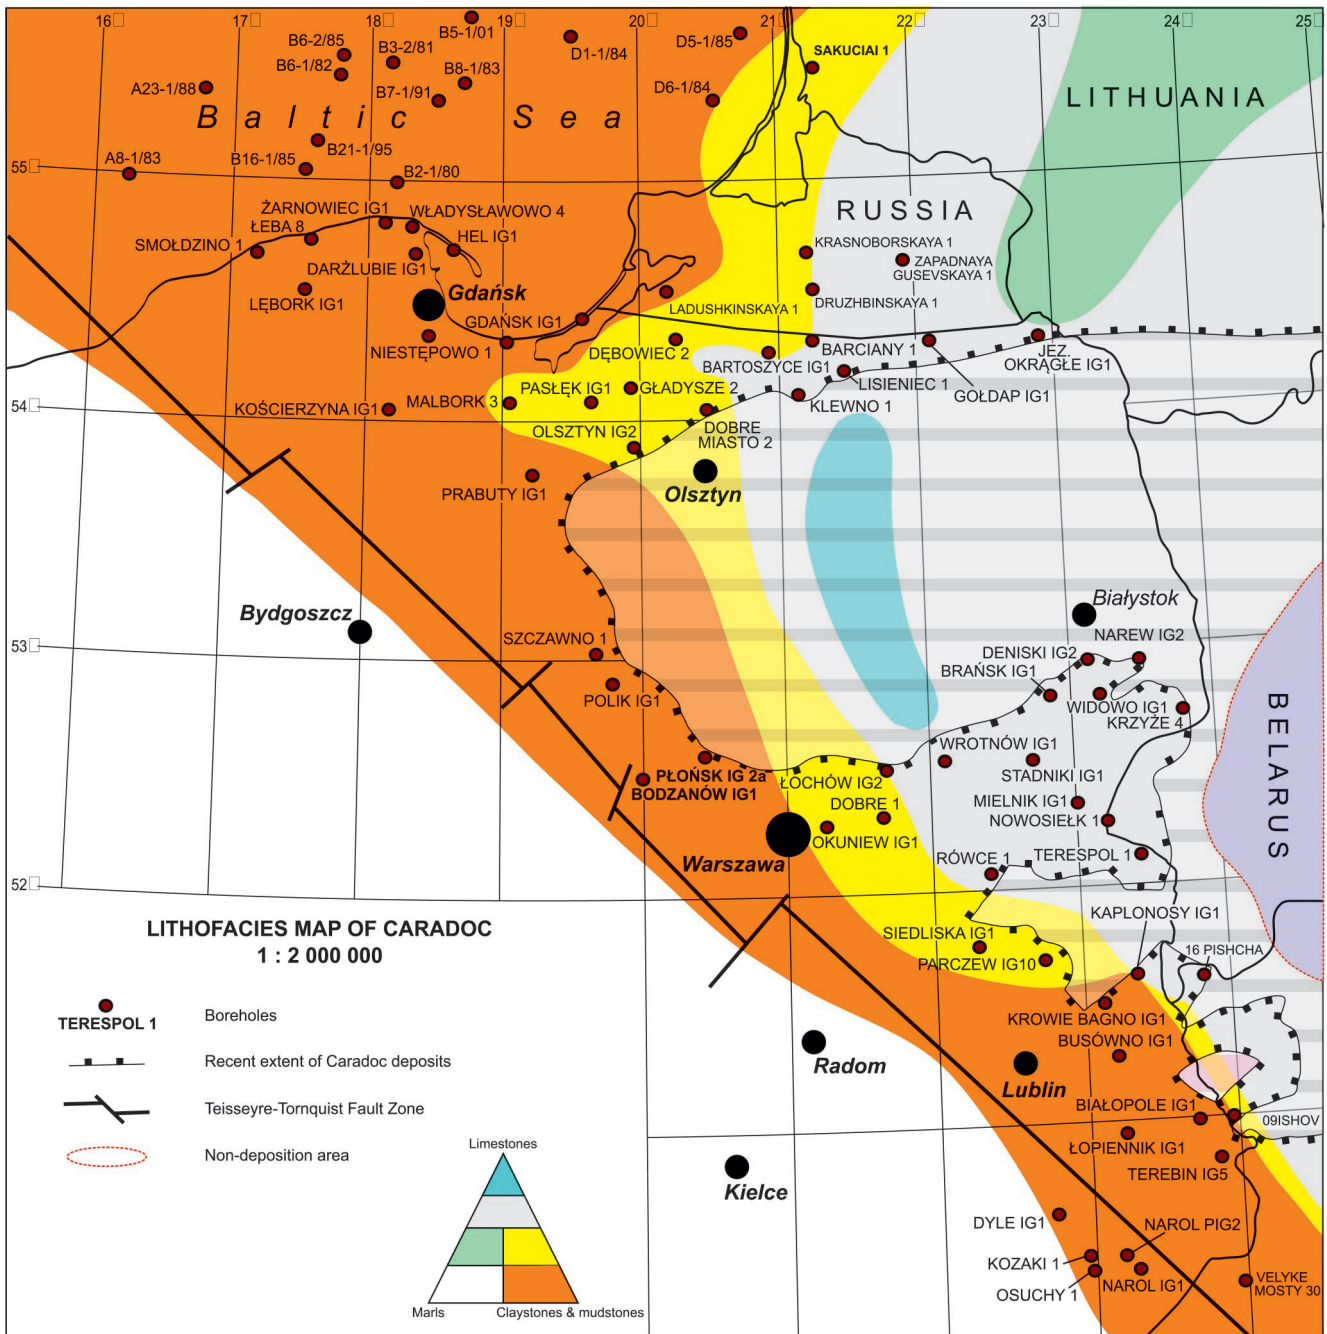 16□
17□
18□
19□
20□
21□
22□
23□
24□
25□
B5-1/01
B6-2/85
B3-2/81
D1-1/84
D5-1/85
SAKUCIAI 1
B6-1/82
B8-1/83
A23-1/88
B7-1/91
D6-1/84
LITHUANIA
Baltic Sea
B21-1/95
A8-1/83
B16-1/85
B2-1/80
55□
ŻARNOWIEC IG1
WŁADYSŁAWOWO 4
RUSSIA
ŁEBA 8
HEL IG1
SMOŁDZINO 1
DARŻLUBIE IG1
KRASNOBORSKAYA 1
ZAPADNAYA
GUSEVSKAYA 1
LĘBORK IG1
Gdańsk
LADUSHKINSKAYA 1
DRUZHBINSKAYA 1
GDAŃSK IG1
NIESTĘPOWO 1
DĘBOWIEC 2
BARTOSZYCE IG1
BARCIANY 1
JEZ.
OKRĄGŁE IG1
LISIENIEC 1
GOŁDAP IG1
PASŁĘK IG1
GŁADYSZE 2
KLEWNO 1
54□
KOŚCIERZYNA IG1
MALBORK 3
OLSZTYN IG2
DOBRE
MIASTO 2
PRABUTY IG1
Olsztyn
Bydgoszcz
Białystok
53□
SZCZAWNO 1
NAREW IG2
DENISKI IG2
BRAŃSK IG1
POLIK IG1
WIDOWO IG1
KRZYŻE 4
BELARUS
WROTNÓW IG1
STADNIKI IG1
PŁOŃSK IG 2a
BODZANÓW IG1
ŁOCHÓW IG2
DOBRE 1
MIELNIK IG1
NOWOSIEŁK 1
OKUNIEW IG1
Warszawa
RÓWCE 1
TERESPOL 1
52□
KAPLONOSY IG1
LITHOFACIES MAP OF CARADOC
1 : 2 000 000
SIEDLISKA IG1
PARCZEW IG10
16 PISHCHA
TERESPOL 1
Boreholes
KROWIE BAGNO IG1
BUSÓWNO IG1
Radom
Lublin
Recent extent of Caradoc deposits
Teisseyre-Tornquist Fault Zone
BIAŁOPOLE IG1
09ISHOV
ŁOPIENNIK IG1
TEREBIN IG5
Non-deposition area
Kielce
Limestones
DYLE IG1
NAROL PIG2
KOZAKI 1
OSUCHY 1
NAROL IG1
VELYKE
MOSTY 30
Marls
Claystones & mudstones